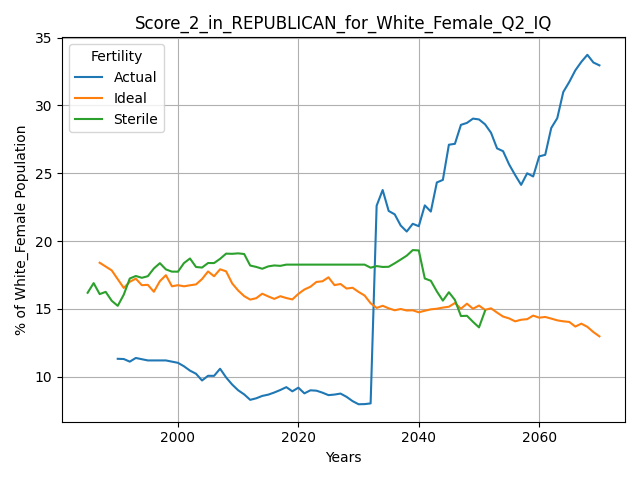 Score_2_in_REPUBLICAN_for_White_Female_Q2_IQ
Fertility
Actual
Ideal
Sterile
% of White_Female Population
35
30
25
20
15
10
2000
2020
2040
2060
Years